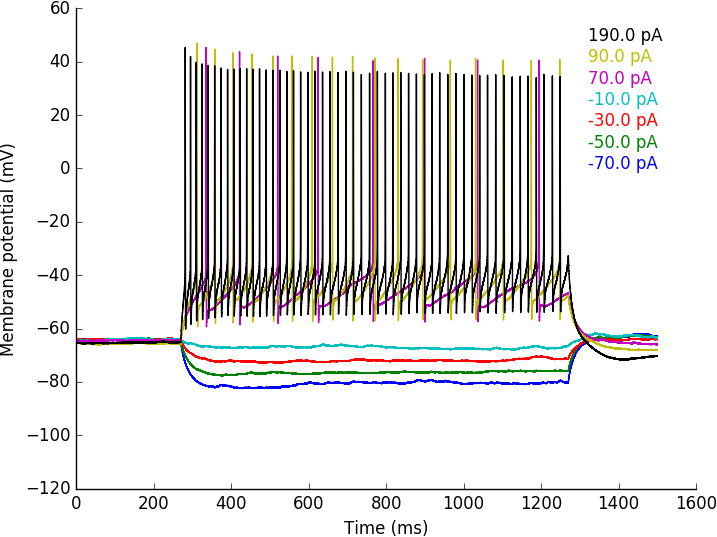 60
40
20
0
−20
−40
−60
−80
−100
−120
Membrane potential (mV)
190.0 pA
90.0 pA
70.0 pA
-10.0 pA
-30.0 pA
-50.0 pA
-70.0 pA
0 200 400 600 800 1000 1200 1400 1600
Time (ms)